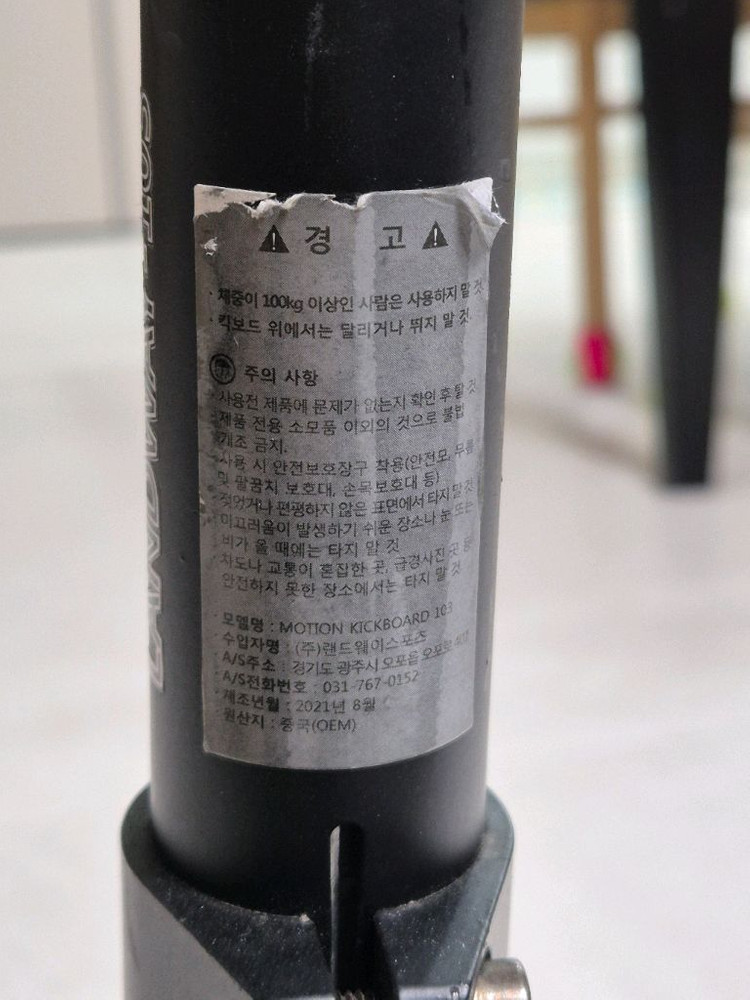 경 고
· 체중이 100kg 이상인 사람은 사용하지 말 것.
· 킥보드 위에서는 달리거나 뛰지 말 것.
주의 사항
· 사용전 제품에 문제가 없는지 확인 후 탈 것
· 제품 전용 소모품 이외의 것으로 불법
개조 금지.
· 사용 시 안전보호장구 착용(안전모, 무릎
및 팔꿈치 보호대, 손목보호대 등)
· 젖었거나 편평하지 않은 표면에서 타지 말 것
· 미끄러움이 발생하기 쉬운 장소나 눈 또는
비가 올 때에는 타지 말 것
· 차도나 교통이 혼잡한 곳, 급경사진 곳 등
안전하지 못한 장소에서는 타지 말 것
· 모델명 : MOTION KICKBOARD 103
· 수입자명 : (주)랜드웨이스포츠
· A/S주소 : 경기도 광주시 오포읍 오포로
· A/S전화번호 : 031-767-0152
· 제조년월 : 2021년 8월
· 원산지 : 중국(OEM)